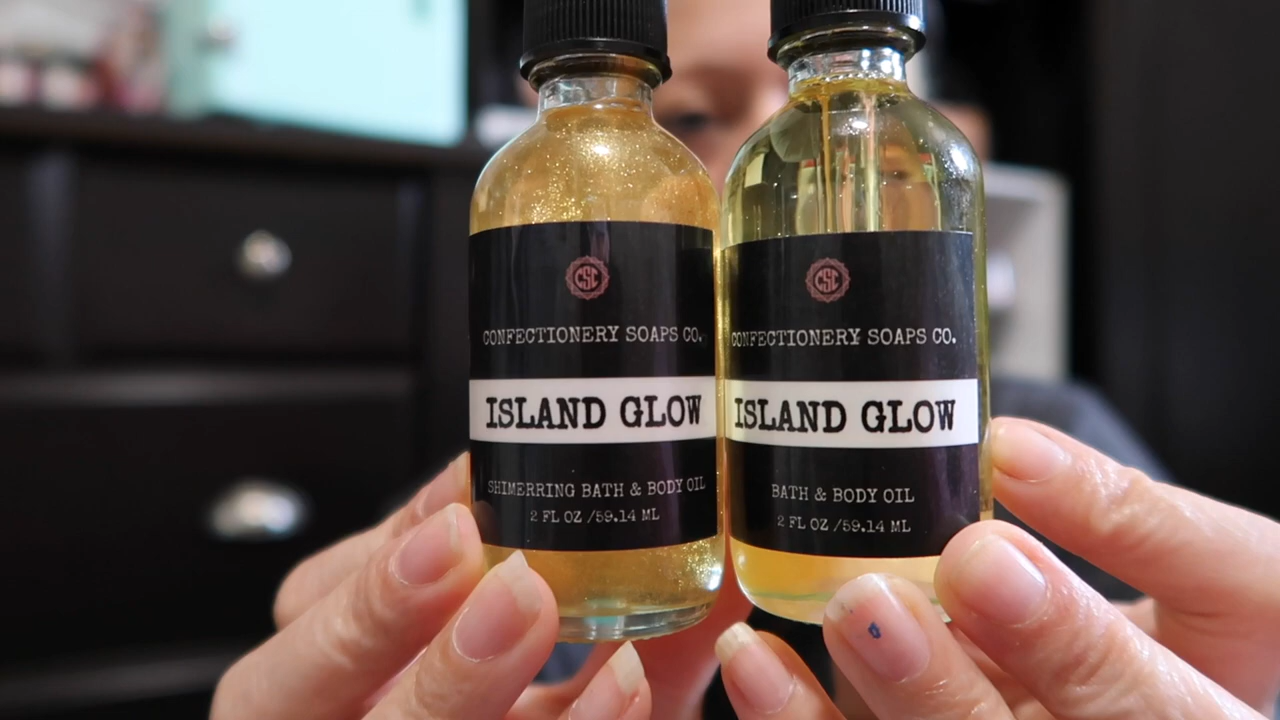 CSC
CONFECTIONERY SOAPS CO.
ISLAND GLOW
SHIMERRING BATH & BODY OIL
2 FL OZ /59.14 ML
CSC
CONFECTIONERY SOAPS CO.
ISLAND GLOW
BATH & BODY OIL
2 FL OZ /59.14 ML